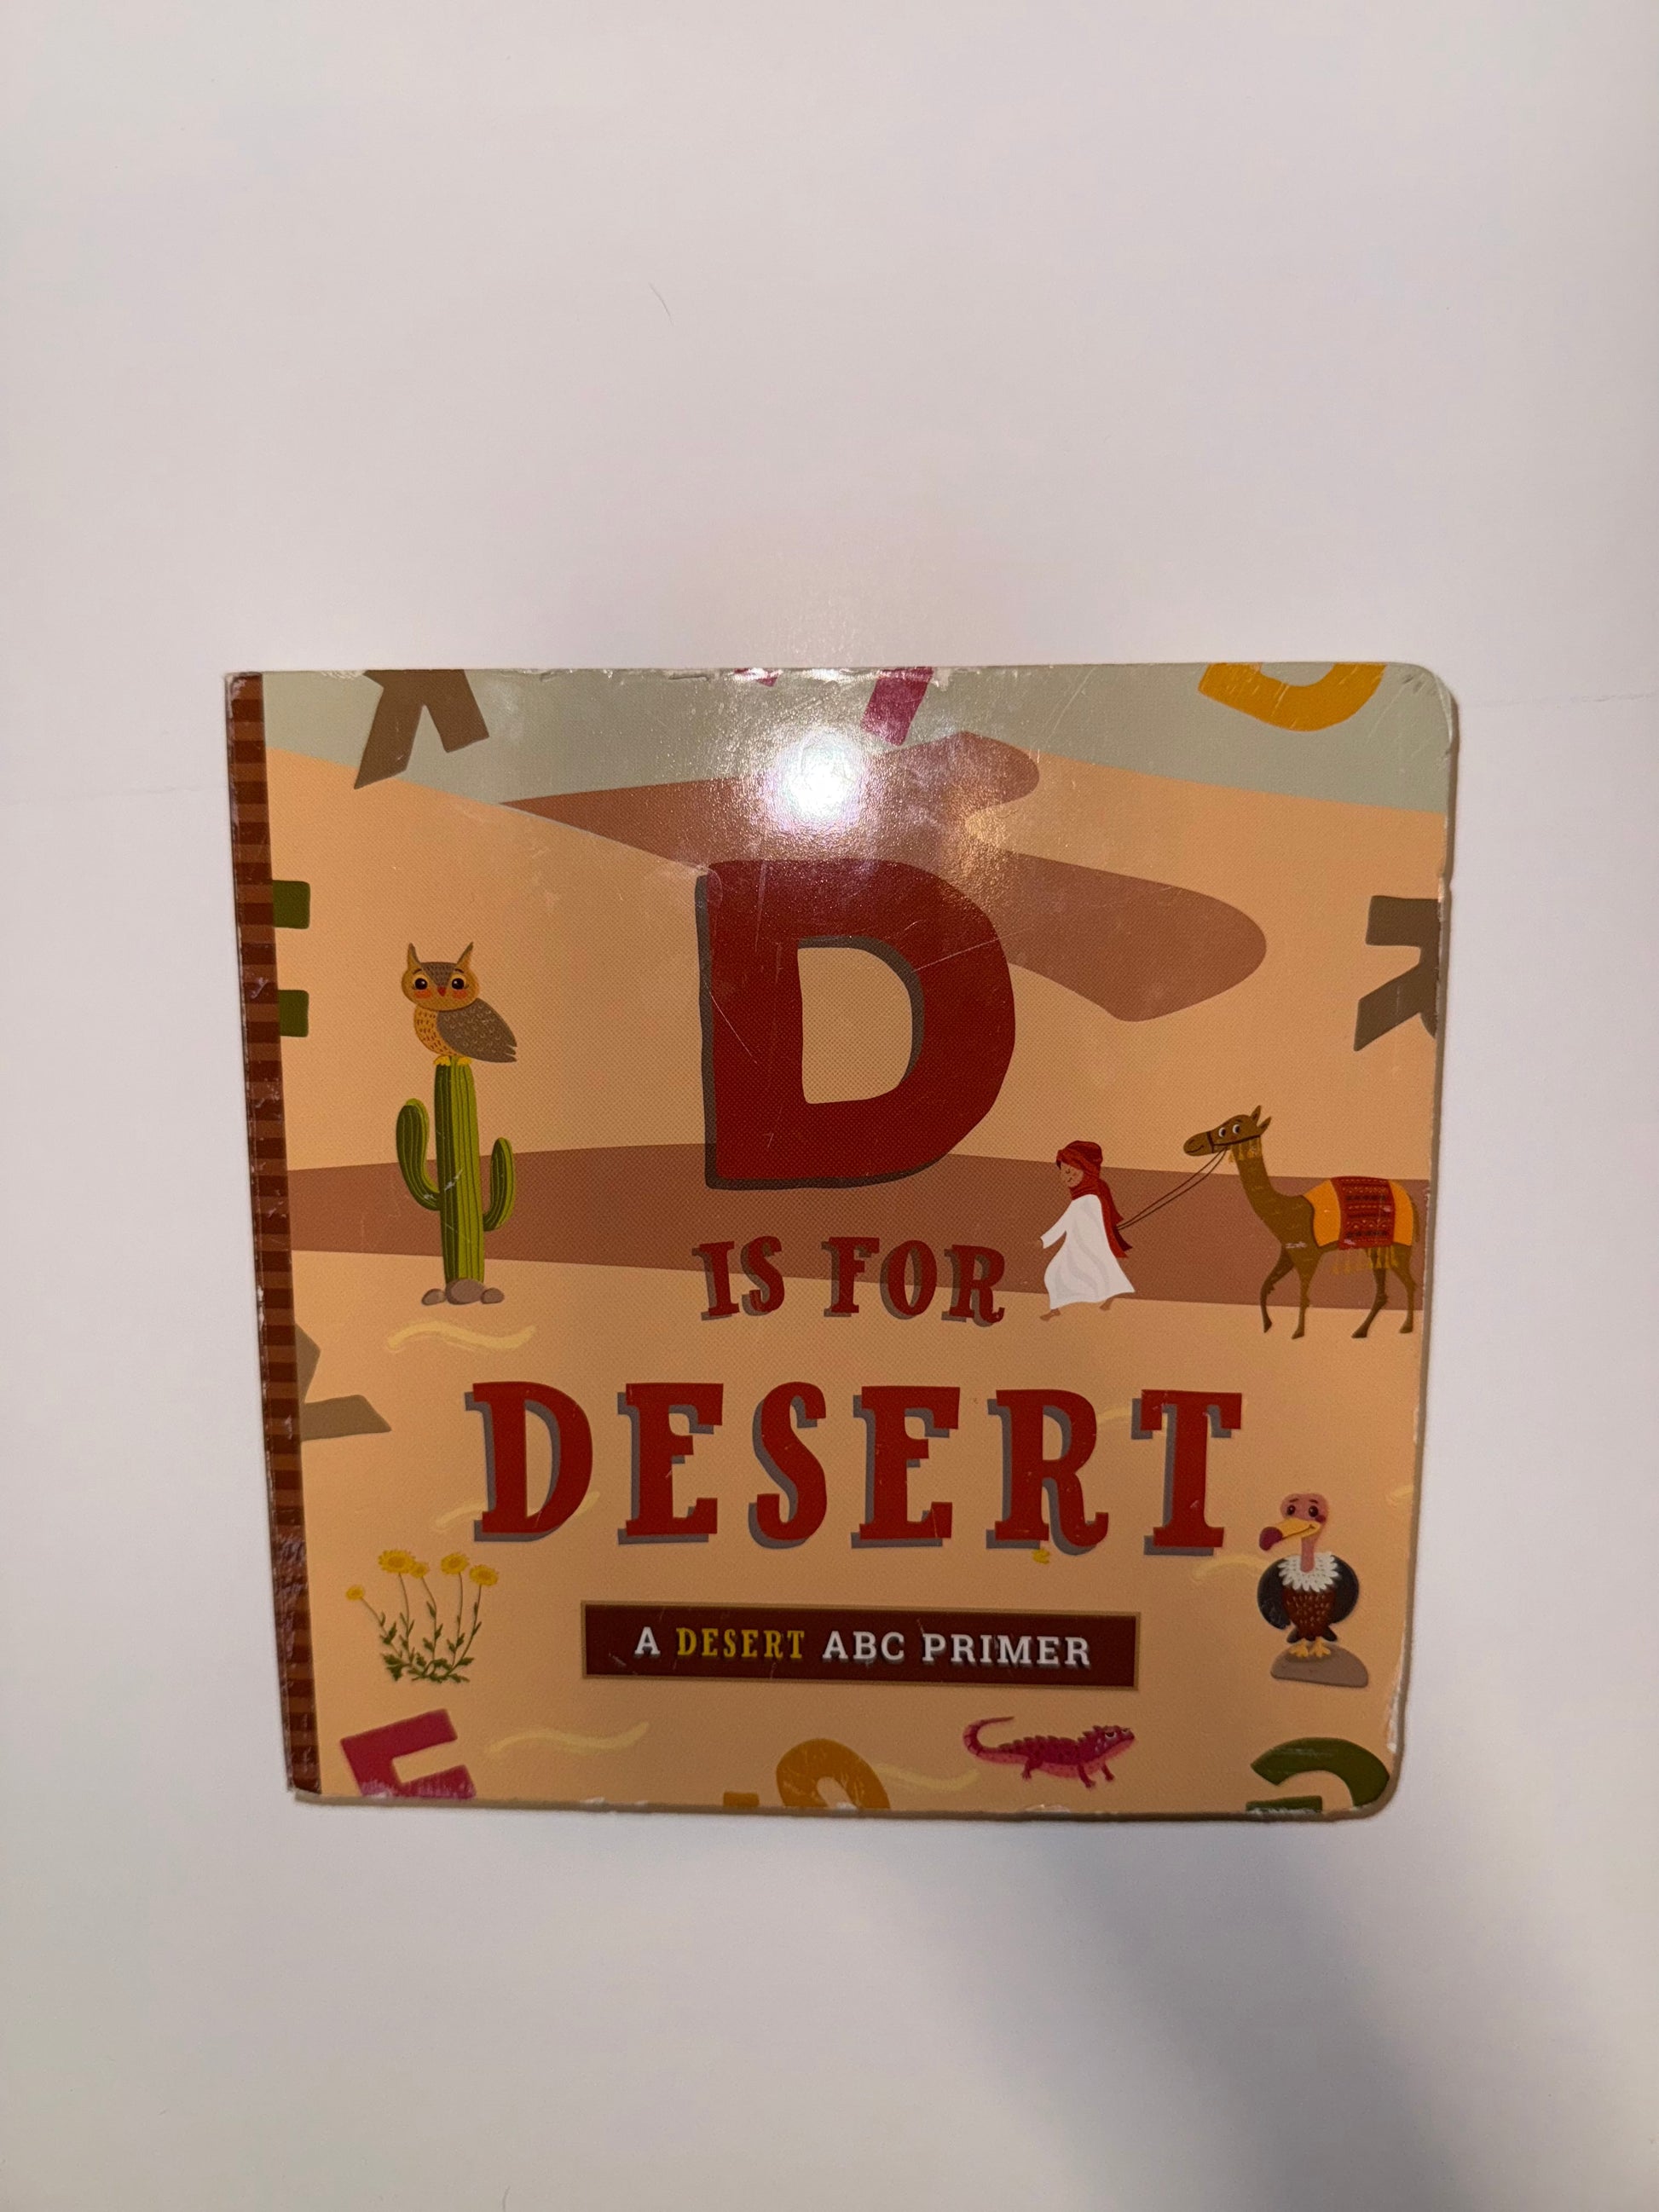 D
IS FOR
DESERT
A DESERT ABC PRIMER